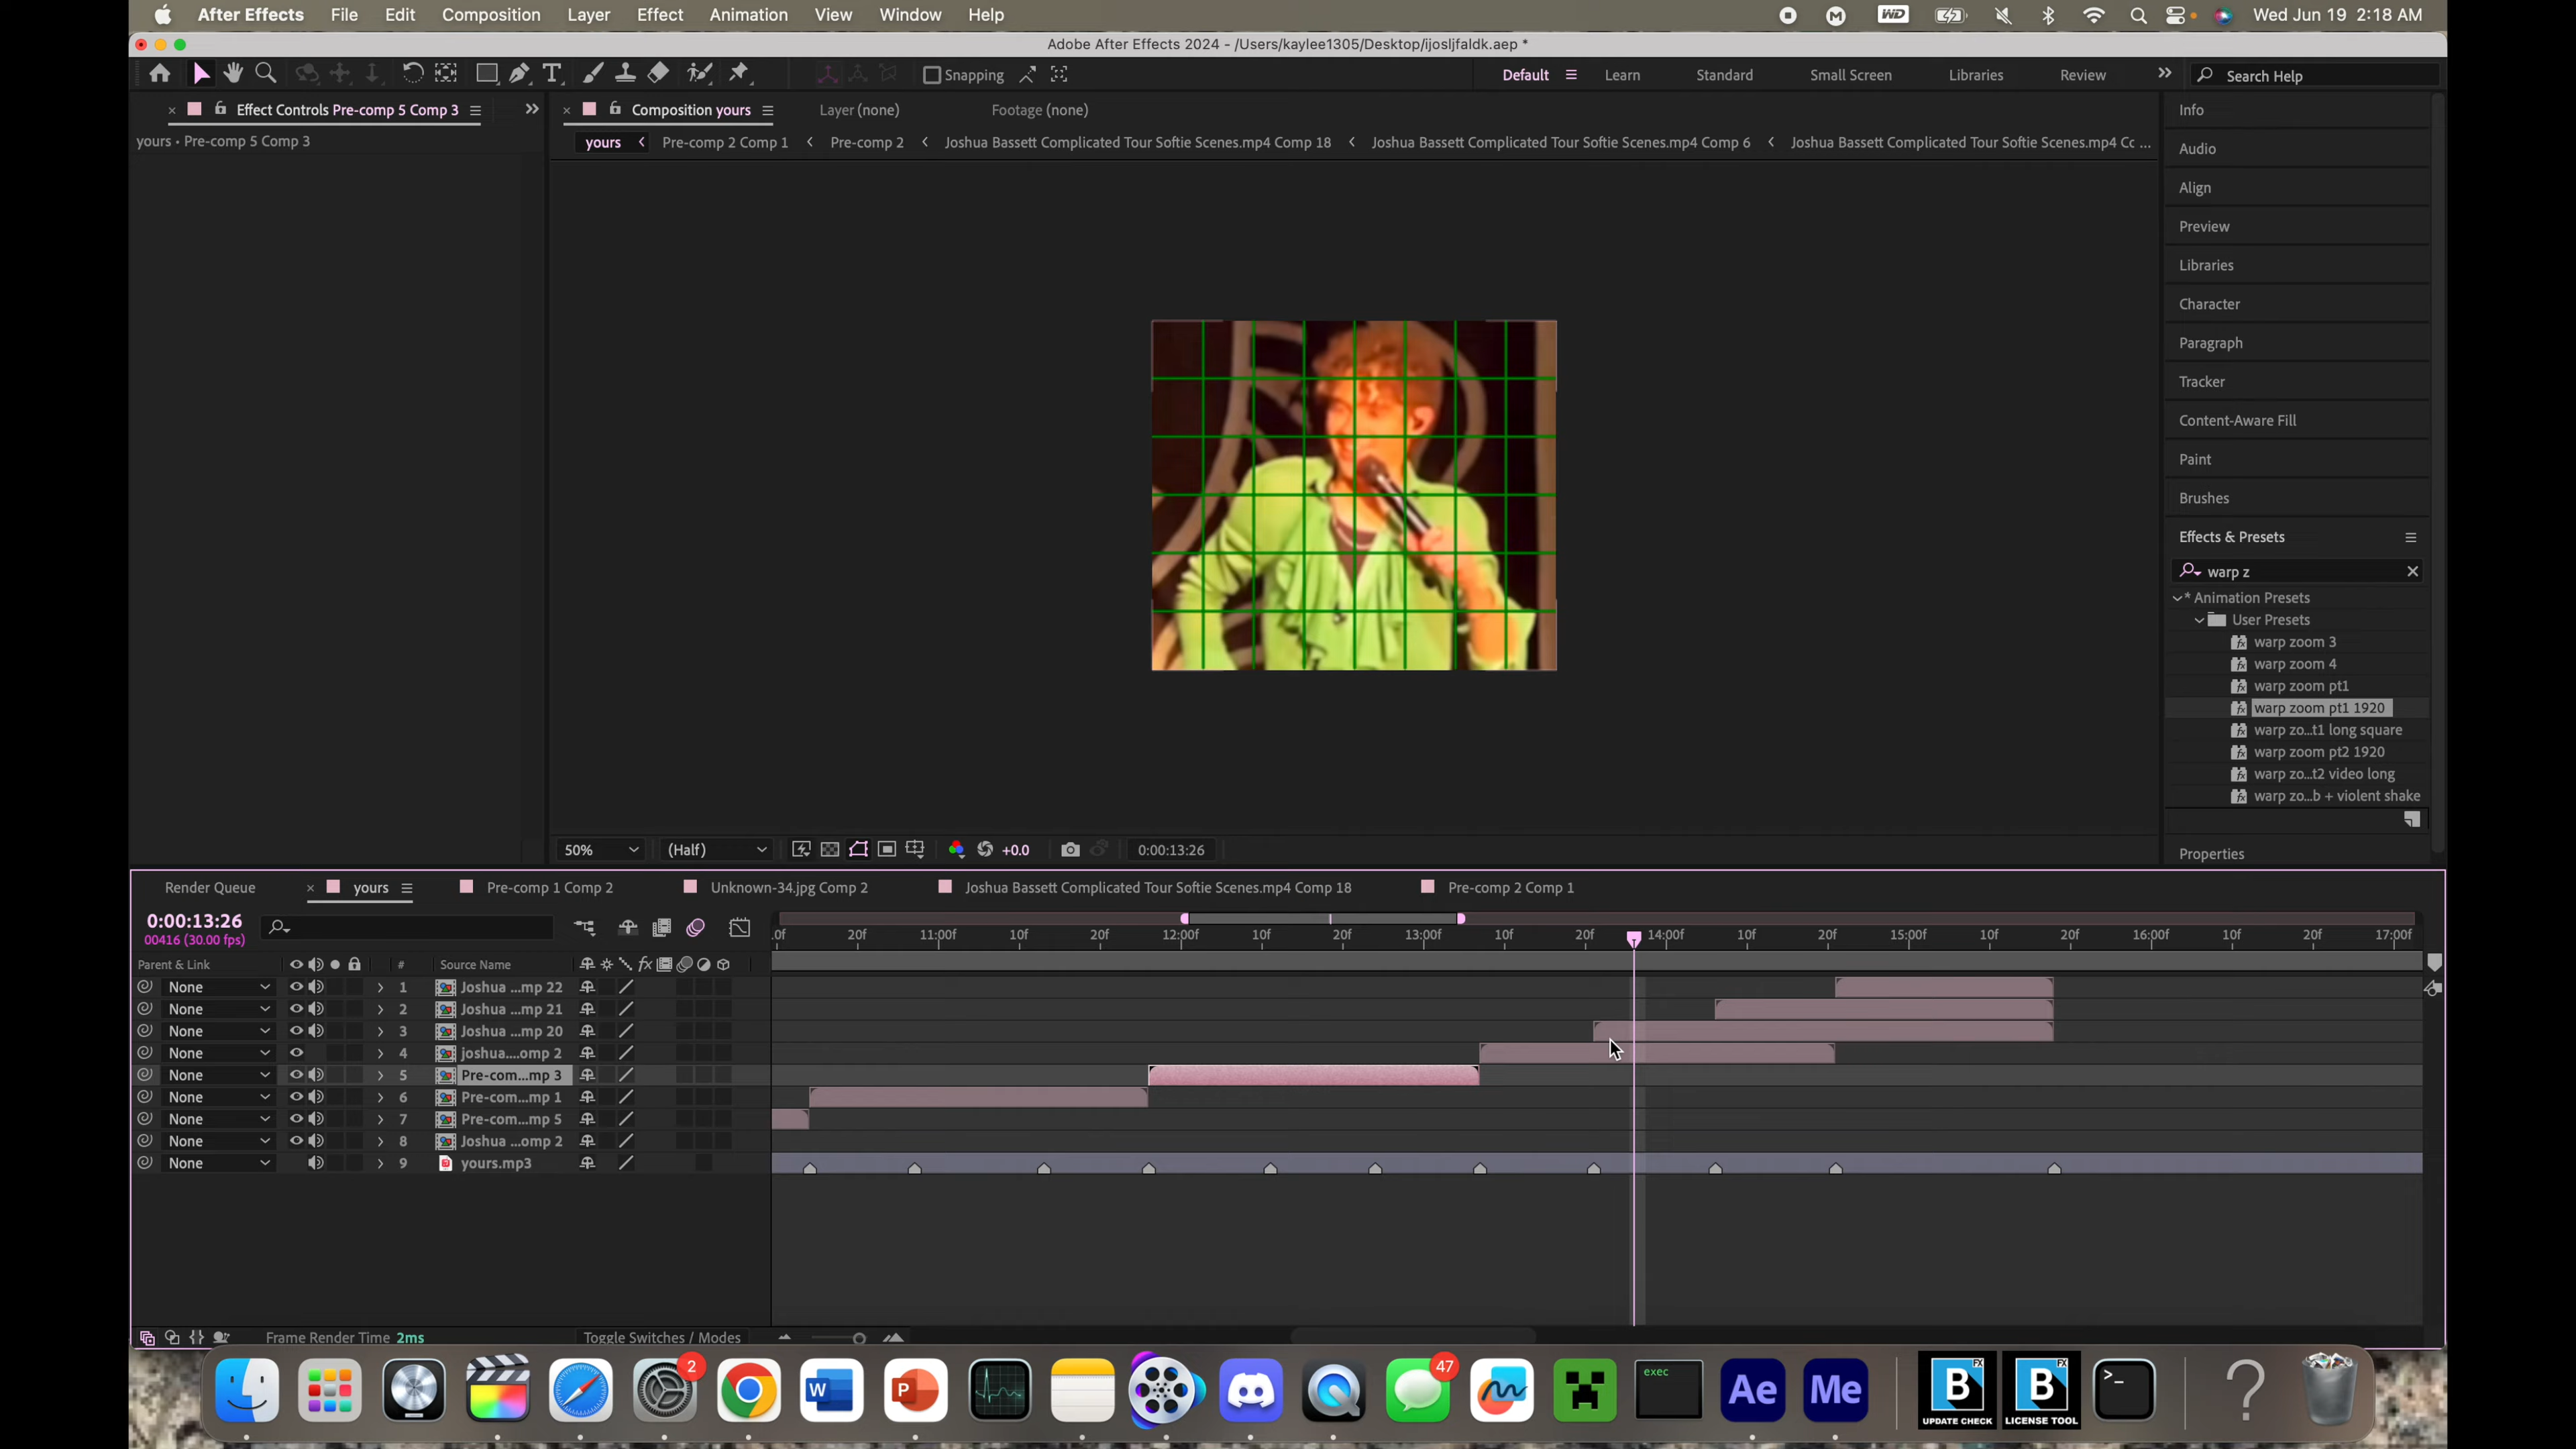 After Effects File Edit Composition Layer Effect Animation View Window Help WD Wed Jun 19 2:18 AM
Adobe After Effects 2024 - /Users/kaylee1305/Desktop/ijosljfaldk.aep *
Snapping Default Learn Standard Small Screen Libraries Review Search Help
Effect Controls Pre-comp 5 Comp 3 Composition yours Layer (none) Footage (none) Info
yours • Pre-comp 5 Comp 3 yours Pre-comp 2 Comp 1 Pre-comp 2 Joshua Bassett Complicated Tour Softie Scenes.mp4 Comp 18 Joshua Bassett Complicated Tour Softie Scenes.mp4 Comp 6 Joshua Bassett Complicated Tour Softie Scenes.mp4 Cc ...
Audio
Align
Preview
Libraries
Character
Paragraph
Tracker
Content-Aware Fill
Paint
Brushes
Effects & Presets
warp z
* Animation Presets
User Presets
warp zoom 3
warp zoom 4
warp zoom pt1
warp zoom pt1 1920
warp zo...t1 long square
warp zoom pt2 1920
warp zo...t2 video long
warp zo...b + violent shake
50% (Half) +0.0 0:00:13:26 Properties
Render Queue yours Pre-comp 1 Comp 2 Unknown-34.jpg Comp 2 Joshua Bassett Complicated Tour Softie Scenes.mp4 Comp 18 Pre-comp 2 Comp 1
0:00:13:26
00416 (30.00 fps)
.0f 20f 11:00f 10f 20f 12:00f 10f 20f 13:00f 10f 20f 14:00f 10f 20f 15:00f 10f 20f 16:00f 10f 20f 17:00f
Parent & Link # Source Name fx
None 1 Joshua ...mp 22
None 2 Joshua ...mp 21
None 3 Joshua ...mp 20
None 4 joshua....omp 2
None 5 Pre-com...mp 3
None 6 Pre-com...mp 1
None 7 Pre-com...mp 5
None 8 Joshua ...omp 2
None 9 yours.mp3
Frame Render Time 2ms Toggle Switches / Modes
2 W P 47 exec Ae Me B FX UPDATE CHECK B FX LICENSE TOOL >_ ?